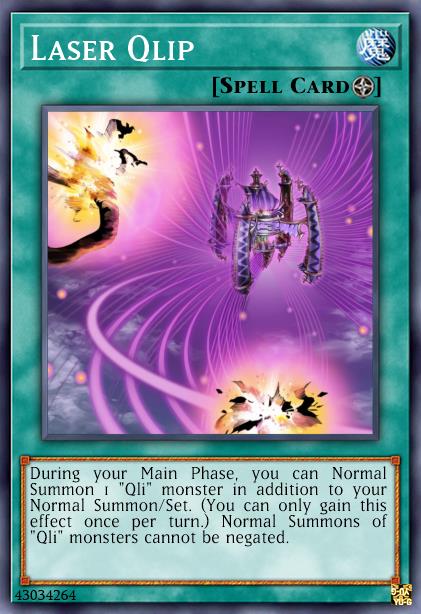 Laser Qlip
[Spell Card]
During your Main Phase, you can Normal
Summon 1 "Qli" monster in addition to your
Normal Summon/Set. (You can only gain this
effect once per turn.) Normal Summons of
"Qli" monsters cannot be negated.
43034264